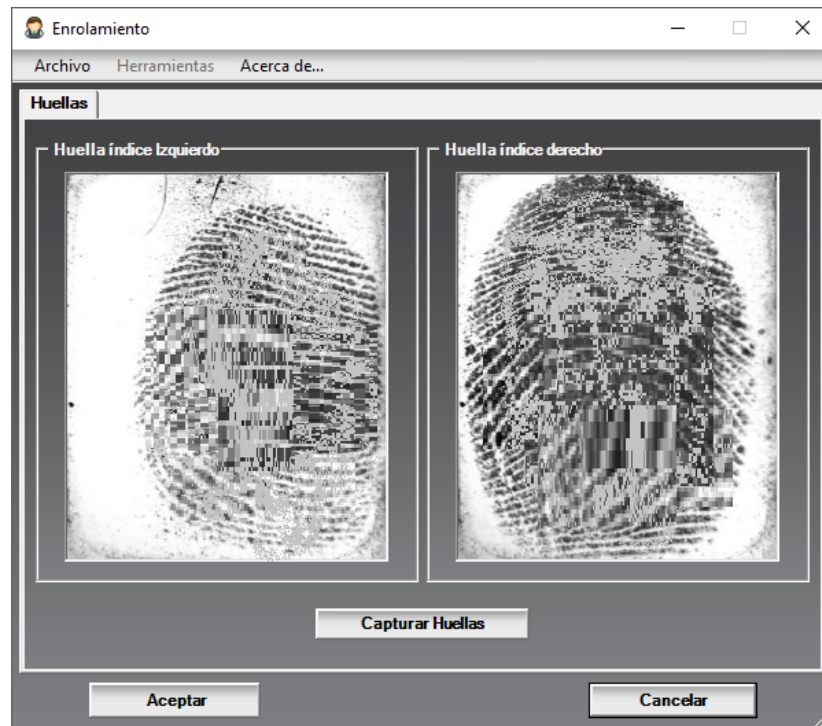 Enrolamiento
Archivo Herramientas Acerca de...
Huellas
Huella índice Izquierdo
Huella índice derecho
Capturar Huellas
Aceptar
Cancelar